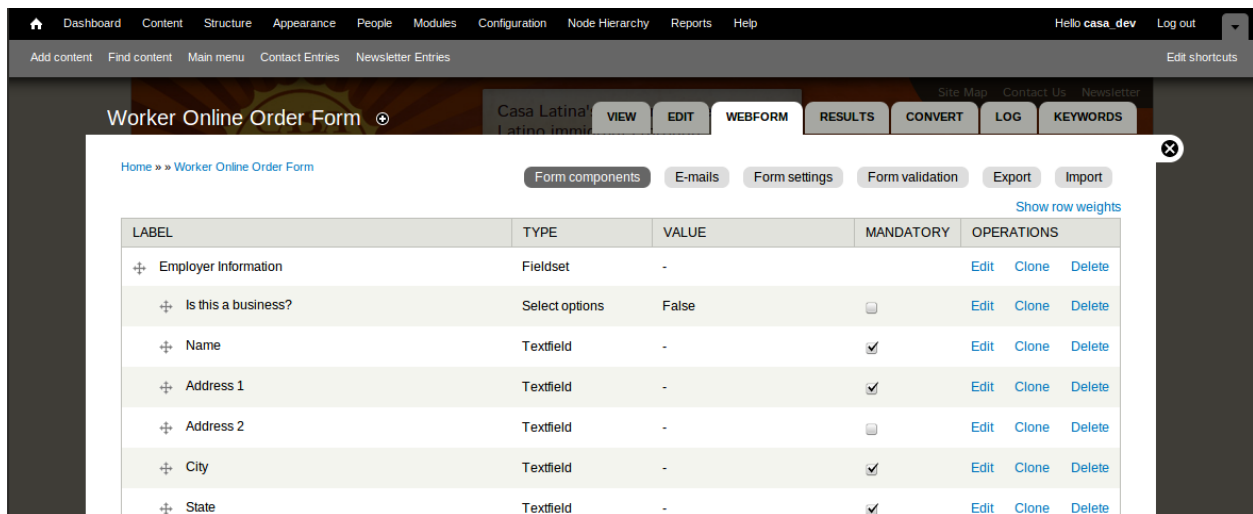 Dashboard Content Structure Appearance People Modules Configuration Node Hierarchy Reports Help Hello casa_dev Log out
Add content Find content Main menu Contact Entries Newsletter Entries Edit shortcuts
Site Map Contact Us Newsletter
Casa Latina's
Latino immig
Worker Online Order Form VIEW EDIT WEBFORM RESULTS CONVERT LOG KEYWORDS
Home » » Worker Online Order Form
Form components E-mails Form settings Form validation Export Import
Show row weights
LABEL TYPE VALUE MANDATORY OPERATIONS
Employer Information Fieldset - Edit Clone Delete
Is this a business? Select options False Edit Clone Delete
Name Textfield - Edit Clone Delete
Address 1 Textfield - Edit Clone Delete
Address 2 Textfield - Edit Clone Delete
City Textfield - Edit Clone Delete
State Textfield - Edit Clone Delete